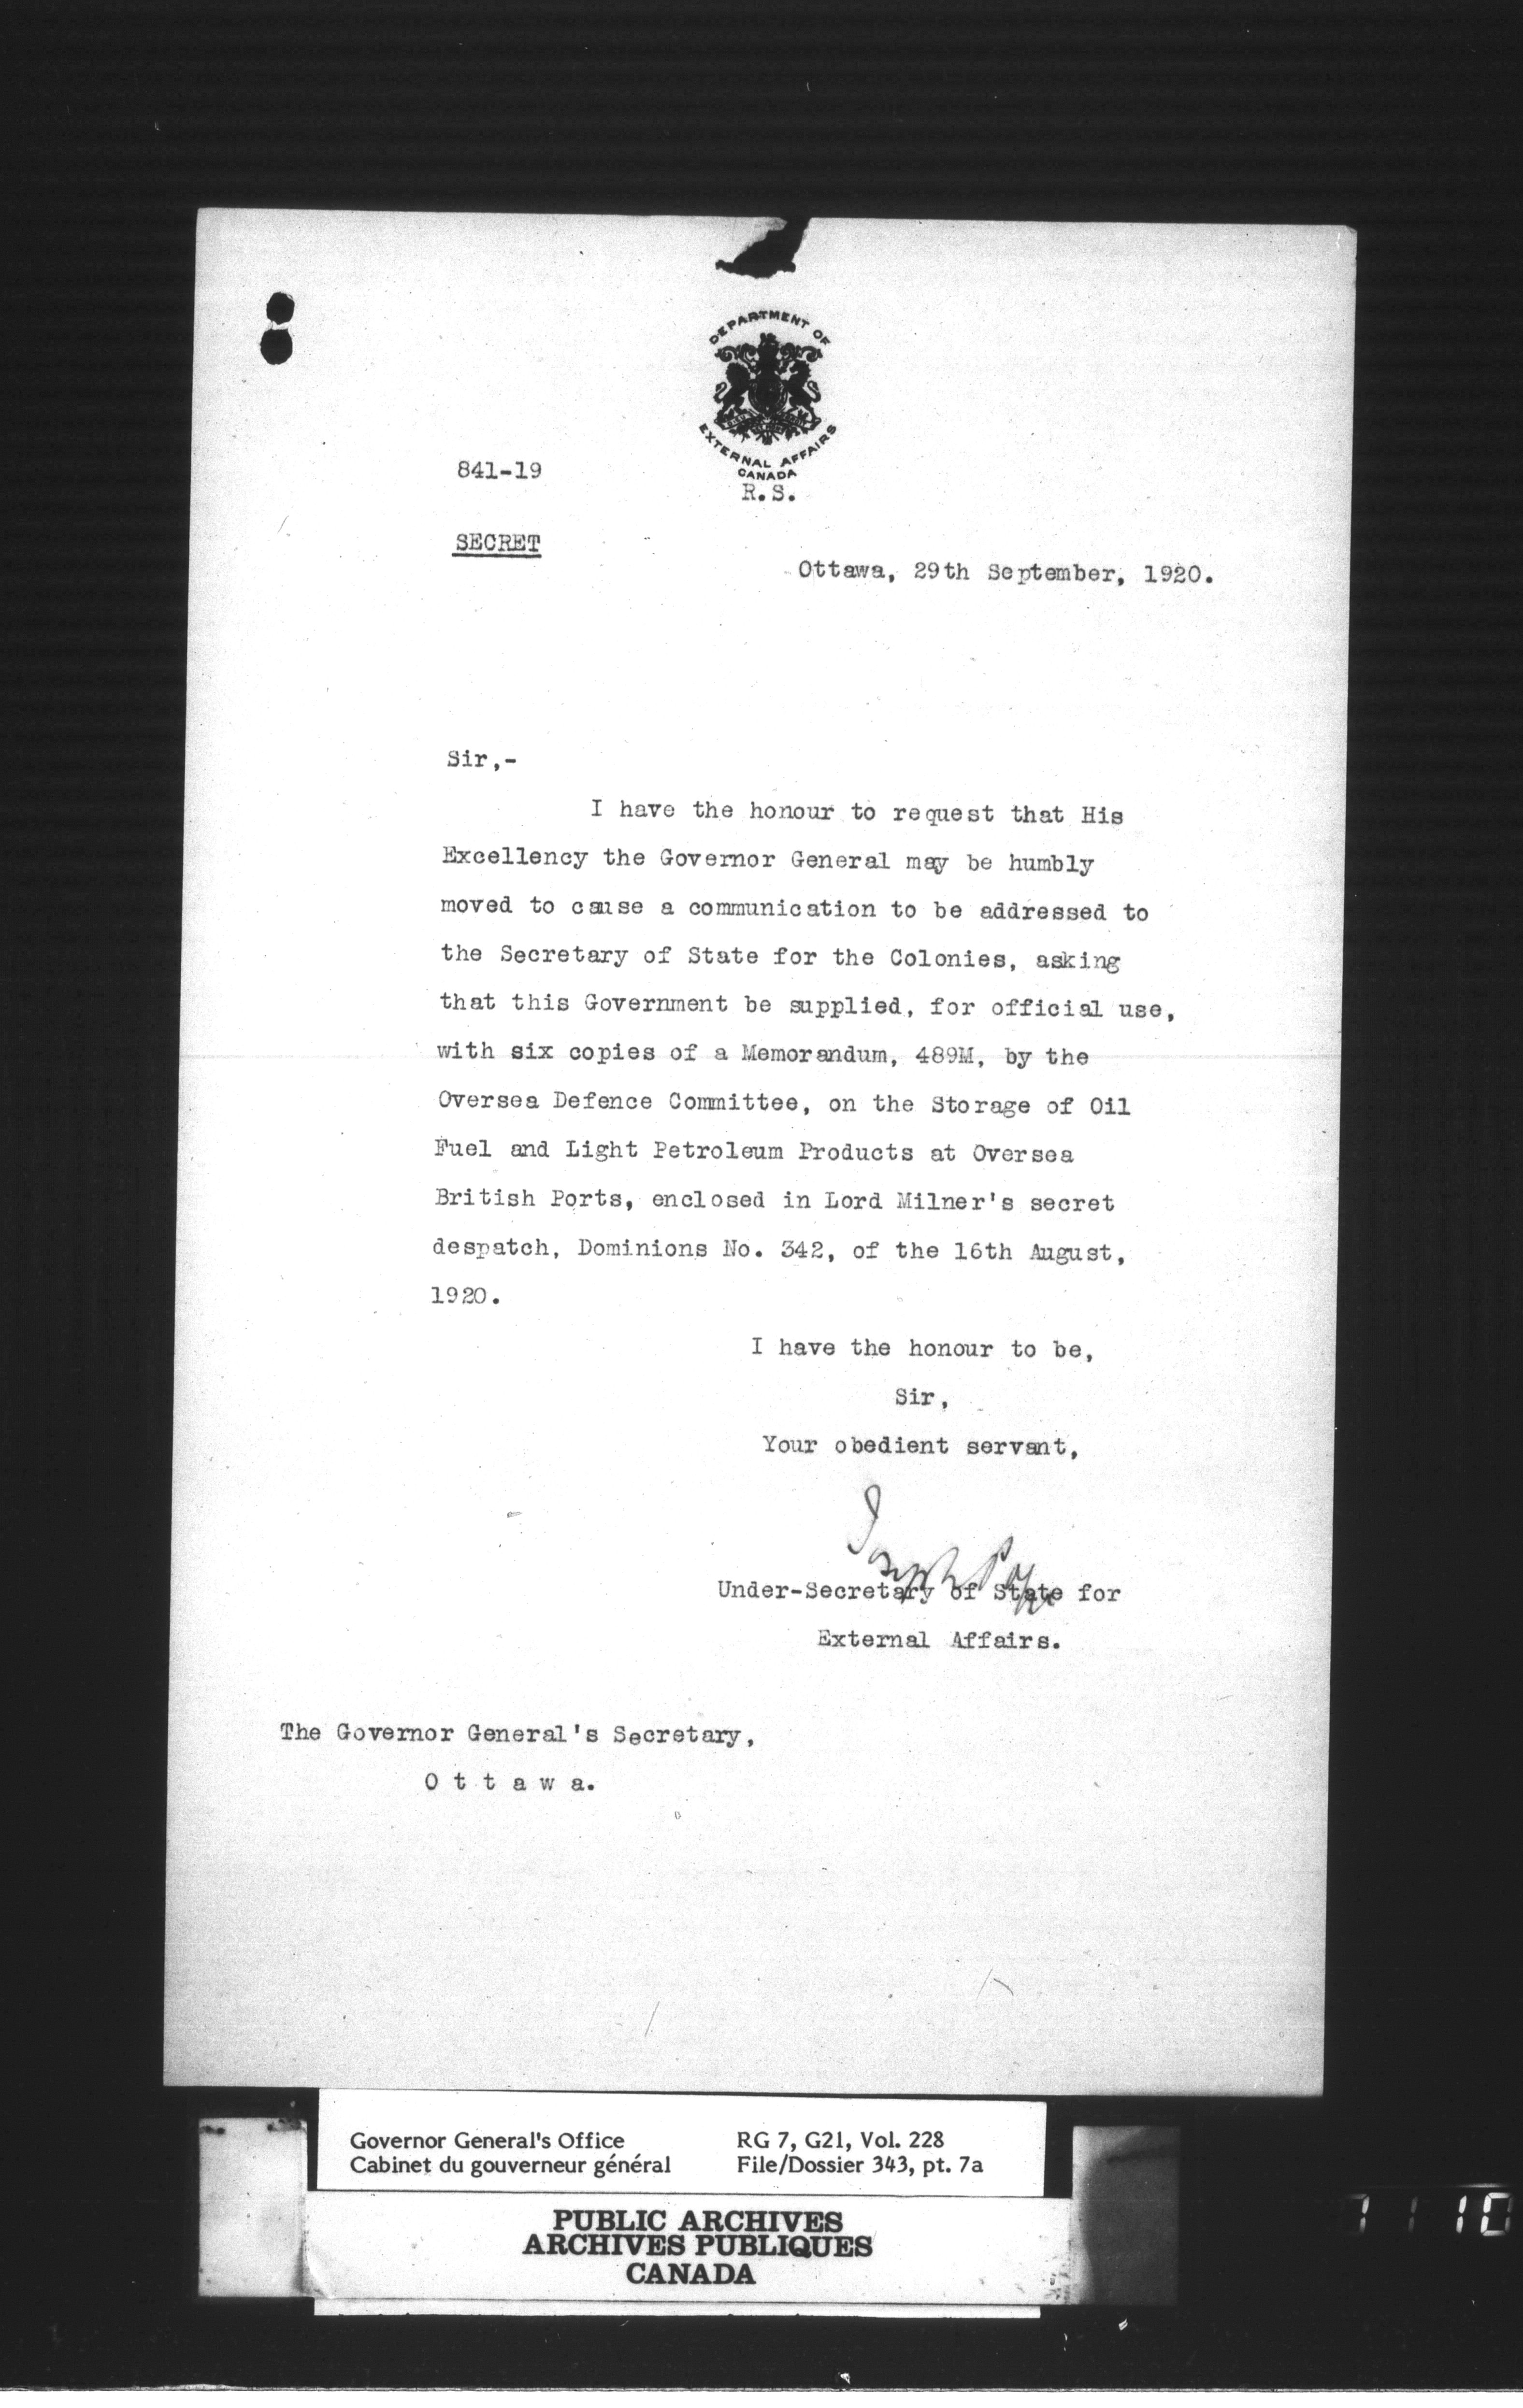 DEPARTMENT OF
EXTERNAL AFFAIRS
CANADA
841-19
R.S.
SECRET
Ottawa, 29th September, 1920.
Sir,-
I have the honour to request that His
Excellency the Governor General may be humbly
moved to cause a communication to be addressed to
the Secretary of State for the Colonies, asking
that this Government be supplied, for official use,
with six copies of a Memorandum, 489M, by the
Oversea Defence Committee, on the Storage of Oil
Fuel and Light Petroleum Products at Oversea
British Ports, enclosed in Lord Milner's secret
despatch, Dominions No. 342, of the 16th August,
1920.
I have the honour to be,
Sir,
Your obedient servant,
Joseph Pope
Under-Secretary of State for
External Affairs.
The Governor General's Secretary,
O t t a w a.
Governor General's Office RG 7, G21, Vol. 228
Cabinet du gouverneur général File/Dossier 343, pt. 7a
PUBLIC ARCHIVES
ARCHIVES PUBLIQUES
CANADA